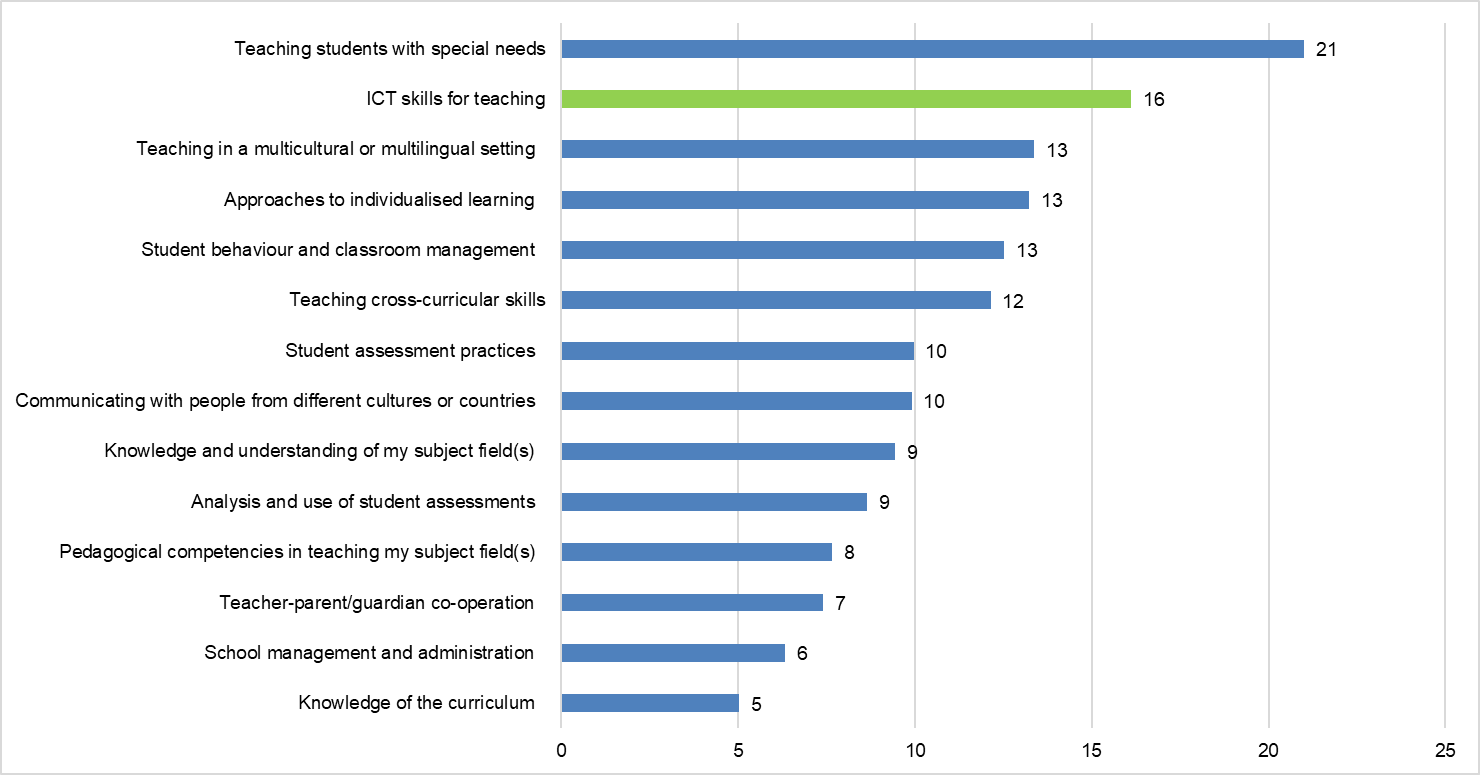 Teaching students with special needs 21
ICT skills for teaching 16
Teaching in a multicultural or multilingual setting 13
Approaches to individualised learning 13
Student behaviour and classroom management 13
Teaching cross-curricular skills 12
Student assessment practices 10
Communicating with people from different cultures or countries 10
Knowledge and understanding of my subject field(s) 9
Analysis and use of student assessments 9
Pedagogical competencies in teaching my subject field(s) 8
Teacher-parent/guardian co-operation 7
School management and administration 6
Knowledge of the curriculum 5
0 5 10 15 20 25